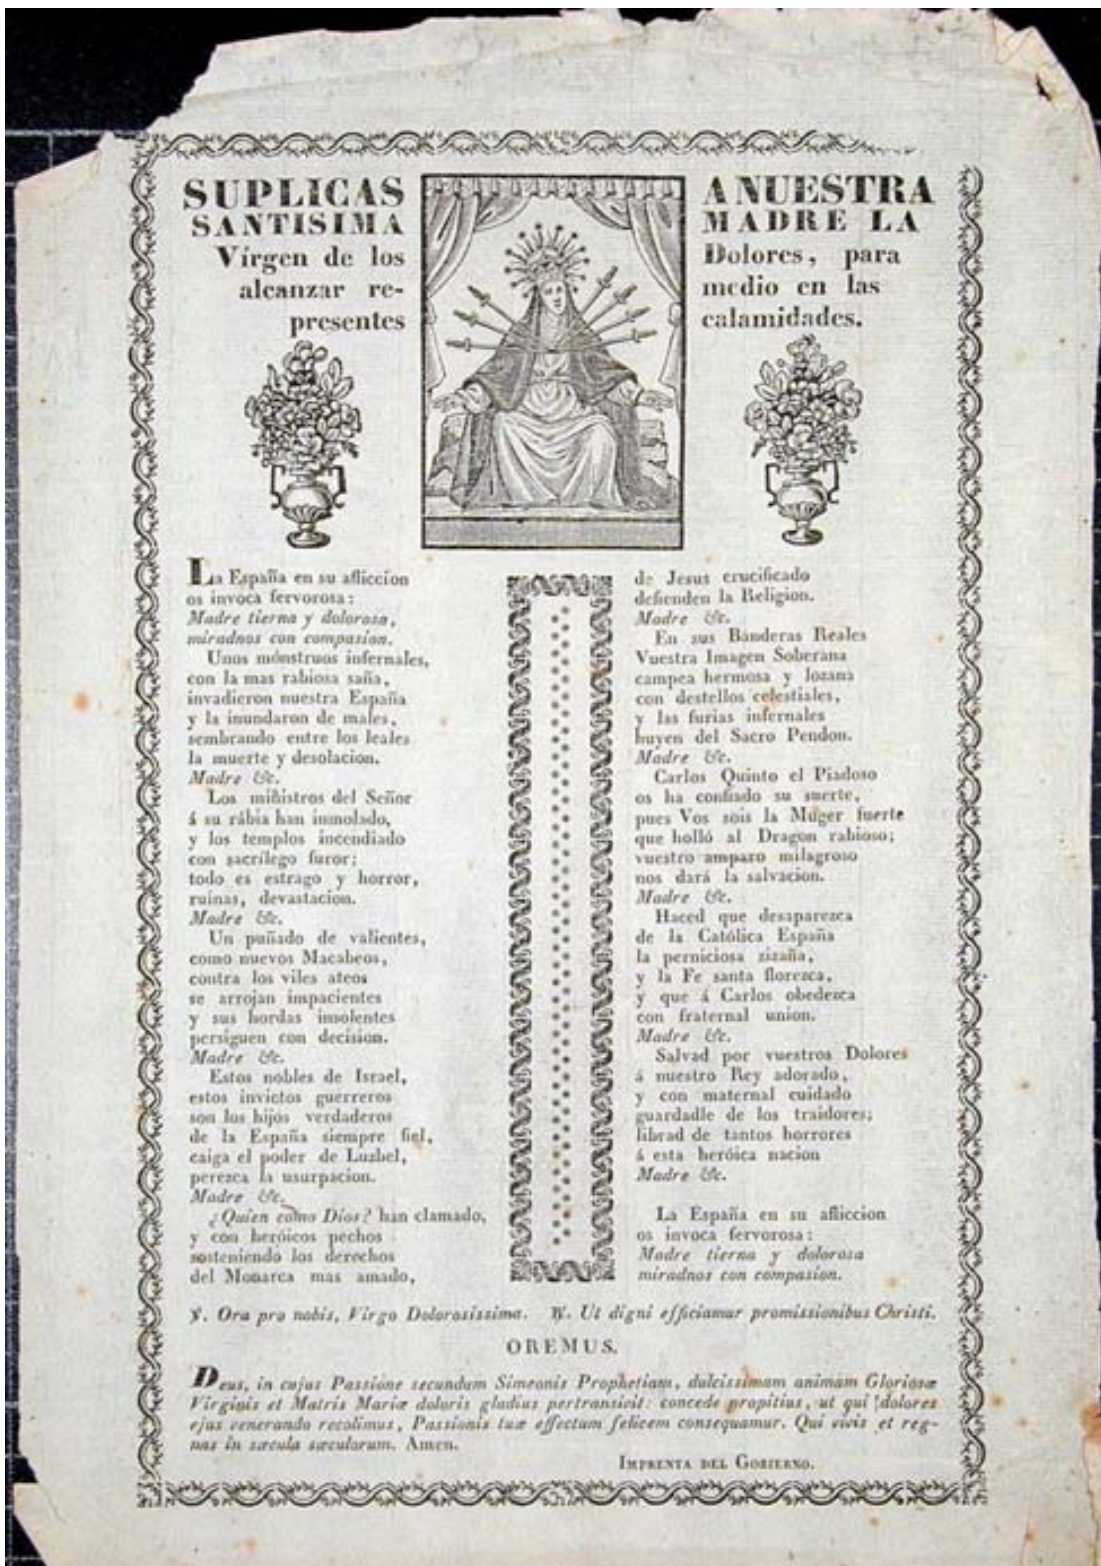 SUPLICAS A NUESTRA
SANTISIMA MADRE LA
Vírgen de los Dolores, para
alcanzar re- medio en las
presentes calamidades.
La España en su afliccion
os invoca fervorosa:
Madre tierna y dolorosa,
miradnos con compasion.
Unos mónstruos infernales,
con la mas rabiosa saña,
invadieron nuestra España
y la inundaron de males,
sembrando entre los leales
la muerte y desolacion.
Madre &c.
Los ministros del Señor
á su rábia han inmolado,
y los templos incendiado
con sacrílego furor;
todo es estrago y horror,
ruinas, devastacion.
Madre &c.
Un puñado de valientes,
como nuevos Macabeos,
contra los viles ateos
se arrojan impacientes
y sus hordas insolentes
persiguen con decision.
Madre &c.
Estos nobles de Israel,
estos invictos guerreros
son los hijos verdaderos
de la España siempre fiel,
caiga el poder de Luzbel,
perezca la usurpacion.
Madre &c.
¿Quien como Dios? han clamado,
y con heróicos pechos
sosteniendo los derechos
del Monarca mas amado,
de Jesus crucificado
defienden la Religion.
Madre &c.
En sus Banderas Reales
Vuestra Imagen Soberana
campea hermosa y lozana
con destellos celestiales,
y las furias infernales
huyen del Sacro Pendon.
Madre &c.
Carlos Quinto el Piadoso
os ha confiado su suerte,
pues Vos sois la Muger fuerte
que holló al Dragon rabioso;
vuestro amparo milagroso
nos dará la salvacion.
Madre &c.
Haced que desaparezca
de la Católica España
la perniciosa zizaña,
y la Fe santa florezca,
y que á Carlos obedezca
con fraternal union.
Madre &c.
Salvad por vuestros Dolores
á nuestro Rey adorado,
y con maternal cuidado
guardadle de los traidores;
librad de tantos horrores
á esta heróica nacion
Madre &c.
La España en su afliccion
os invoca fervorosa:
Madre tierna y dolorosa
miradnos con compasion.
℣. Ora pro nobis, Virgo Dolorosissima. ℟. Ut digni efficiamur promissionibus Christi.
OREMUS.
Deus, in cujus Passione secundum Simeonis Prophetiam, dulcissimam animam Gloriosæ
Virginis et Matris Mariæ doloris gladius pertransivit: concede propitius, ut qui dolores
ejus venerando recolimus, Passionis tuæ effectum felicem consequamur. Qui vivis et reg-
nas in sæcula sæculorum. Amen.
IMPRENTA DEL GOBIERNO.